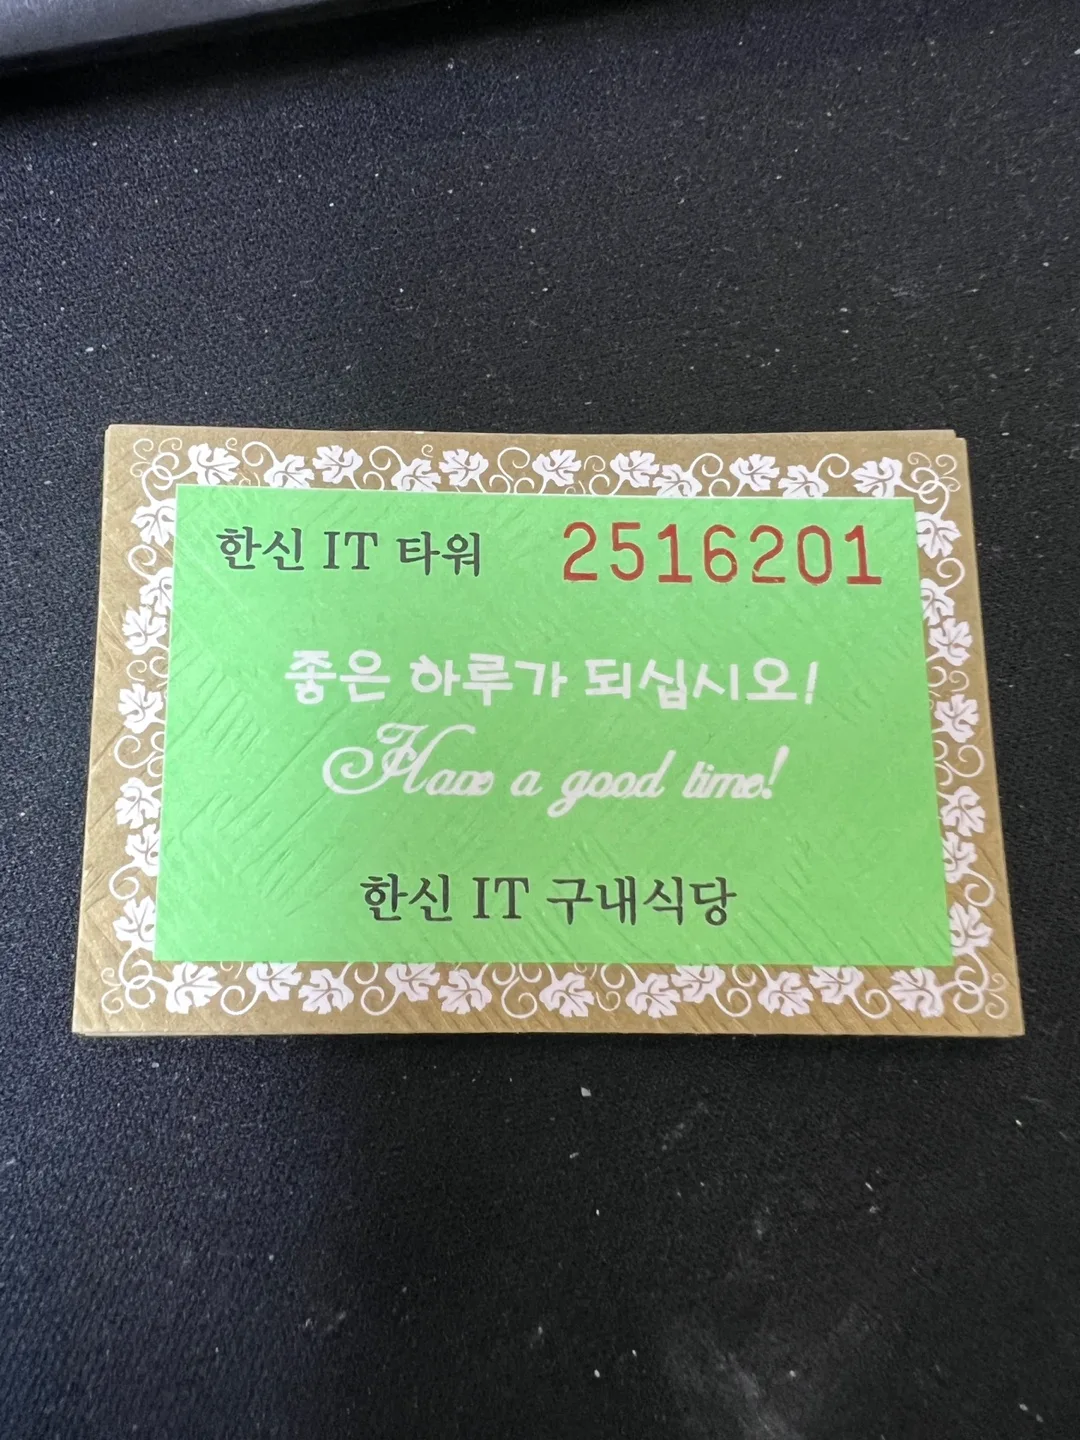 한신 IT 타워 2516201
좋은 하루가 되십시오!
Have a good time!
한신 IT 구내식당